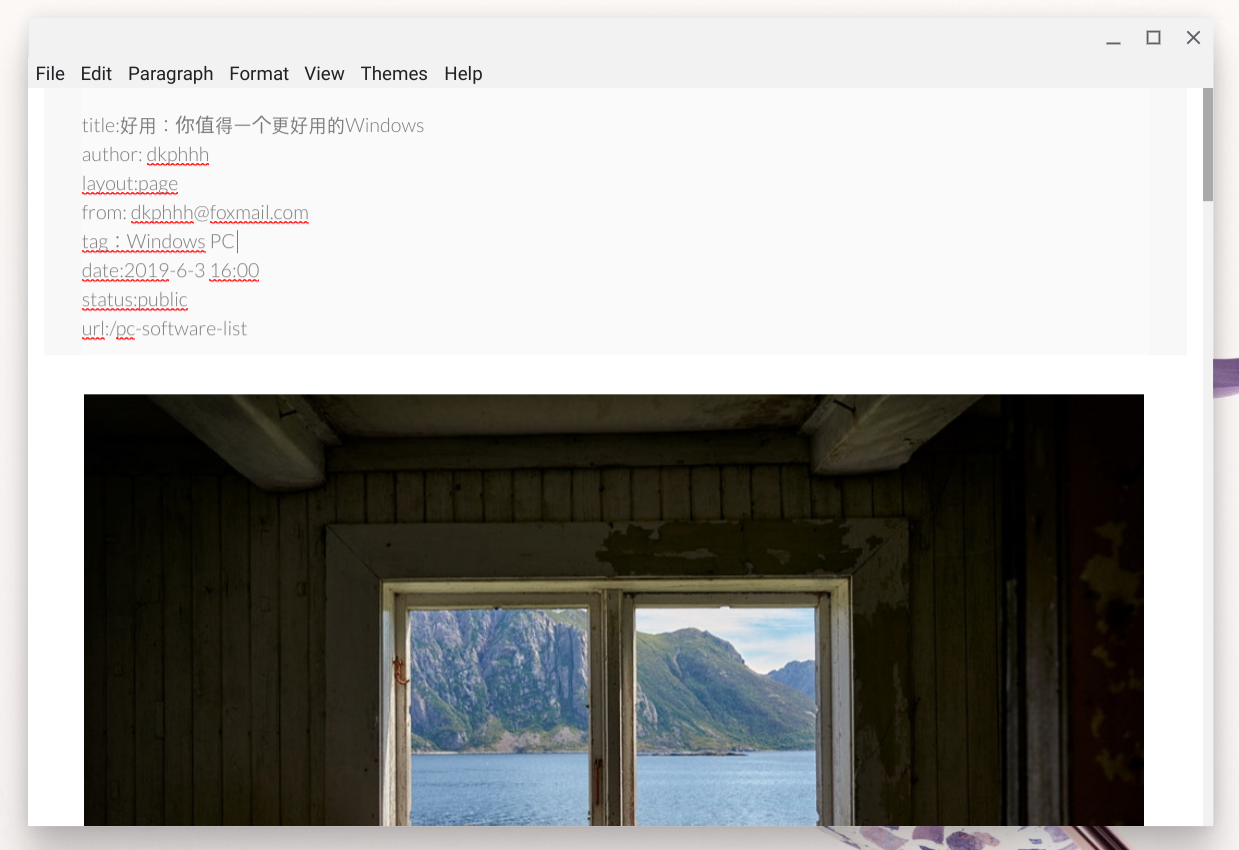 File Edit Paragraph Format View Themes Help
title:好用：你值得一个更好用的Windows
author: dkphhh
layout:page
from: dkphhh@foxmail.com
tag：Windows PC
date:2019-6-3 16:00
status:public
url:/pc-software-list